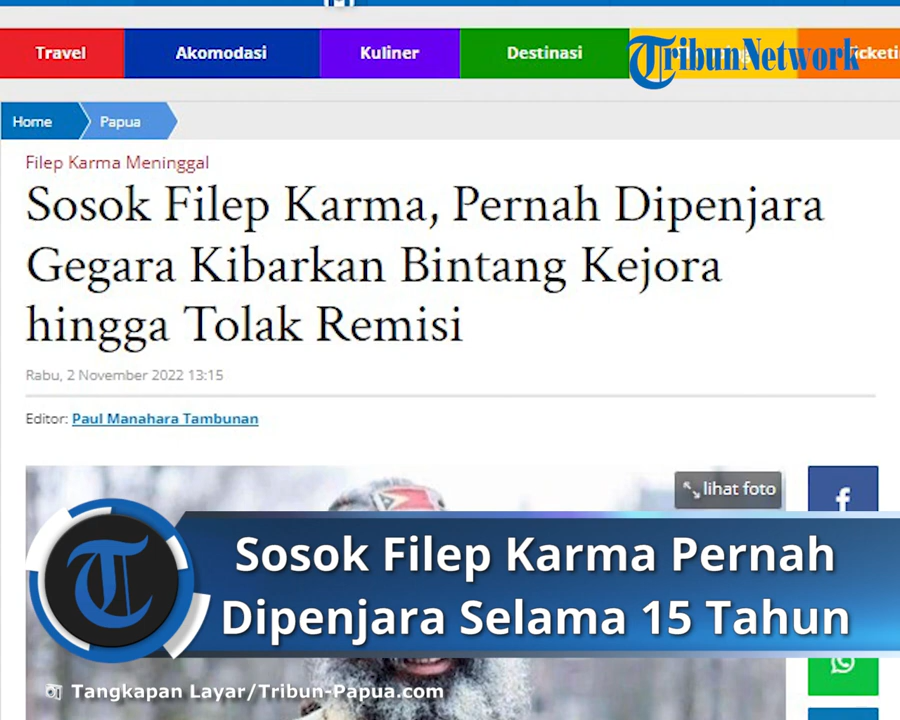 Travel
Akomodasi
Kuliner
Destinasi
TribunNetwork
Home
Papua
Filep Karma Meninggal
Sosok Filep Karma, Pernah Dipenjara
Gegara Kibarkan Bintang Kejora
hingga Tolak Remisi
Rabu, 2 November 2022 13:15
Editor: Paul Manahara Tambunan
lihat foto
Sosok Filep Karma Pernah
Dipenjara Selama 15 Tahun
Tangkapan Layar/Tribun-Papua.com